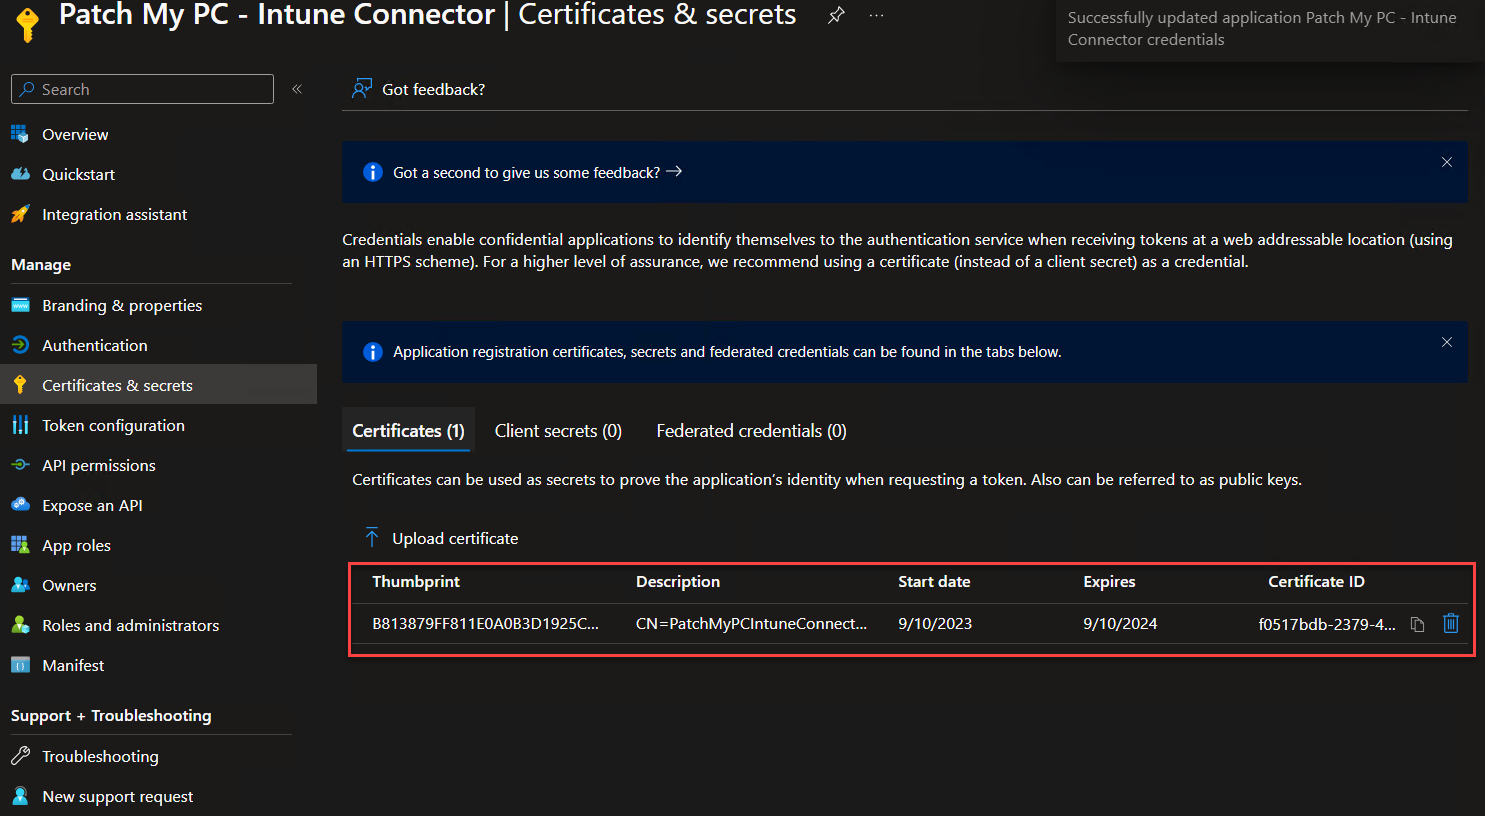 Patch My PC - Intune Connector | Certificates & secrets
Successfully updated application Patch My PC - Intune
Connector credentials
Search
Overview
Quickstart
Integration assistant
Manage
Branding & properties
Authentication
Certificates & secrets
Token configuration
API permissions
Expose an API
App roles
Owners
Roles and administrators
Manifest
Support + Troubleshooting
Troubleshooting
New support request
Got feedback?
Got a second to give us some feedback?
Credentials enable confidential applications to identify themselves to the authentication service when receiving tokens at a web addressable location (using
an HTTPS scheme). For a higher level of assurance, we recommend using a certificate (instead of a client secret) as a credential.
Application registration certificates, secrets and federated credentials can be found in the tabs below.
Certificates (1) Client secrets (0) Federated credentials (0)
Certificates can be used as secrets to prove the application's identity when requesting a token. Also can be referred to as public keys.
Upload certificate
Thumbprint Description Start date Expires Certificate ID
B813879FF811E0A0B3D1925C... CN=PatchMyPCIntuneConnect... 9/10/2023 9/10/2024 f0517bdb-2379-4...